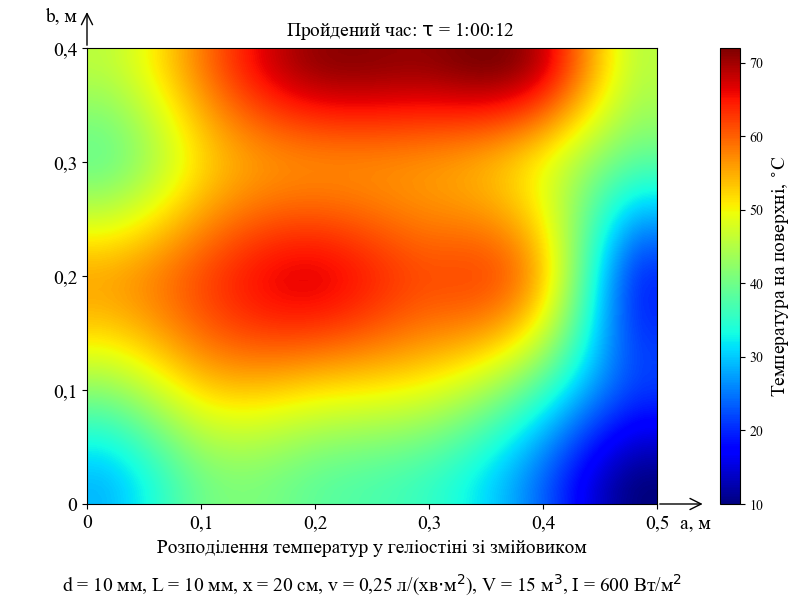 b, м
Пройдений час: τ = 1:00:12
0,4
0,3
0,2
0,1
0
0 0,1 0,2 0,3 0,4 0,5 a, м
70
60
50
40
30
20
10
Температура на поверхні, °C
Розподілення температур у геліостіні зі змійовиком
d = 10 мм, L = 10 мм, x = 20 см, v = 0,25 л/(хв·м²), V = 15 м³, I = 600 Вт/м²